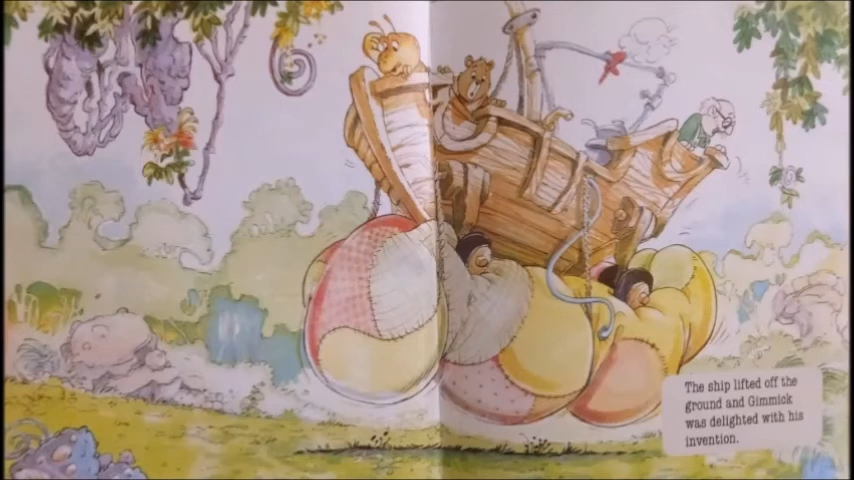 The ship lifted off the
ground and Gimmick
was delighted with his
invention.